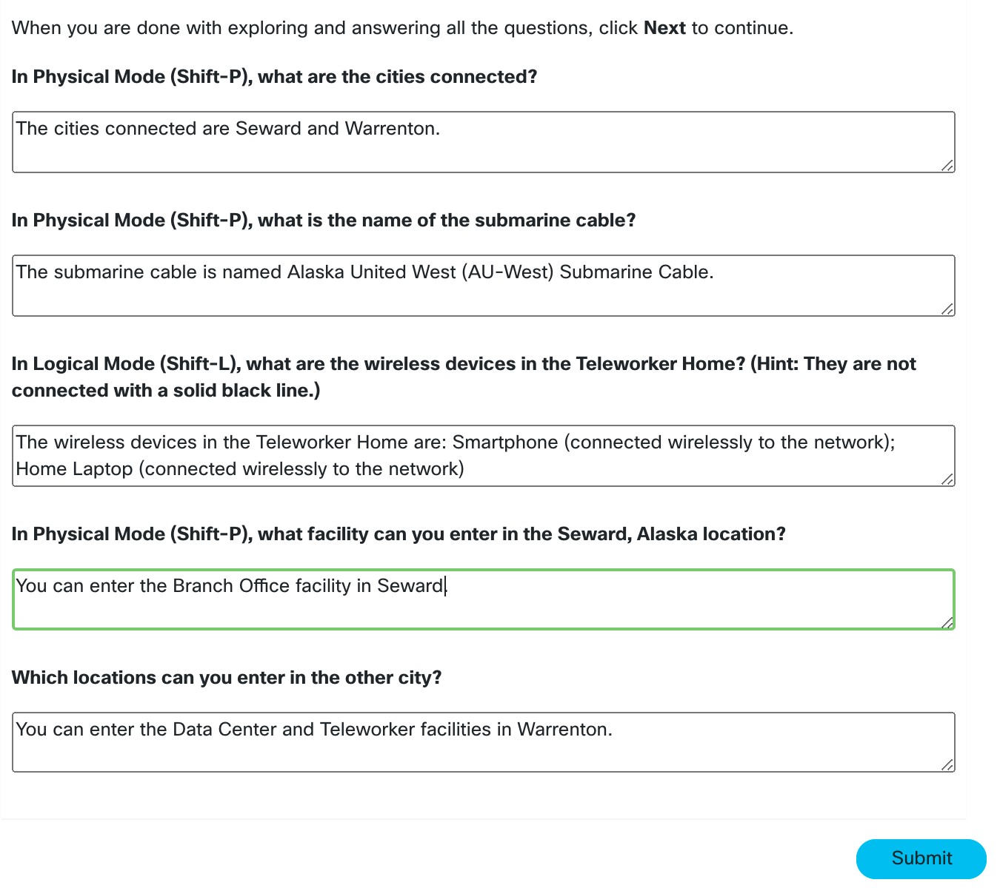 When you are done with exploring and answering all the questions, click Next to continue.
In Physical Mode (Shift-P), what are the cities connected?
The cities connected are Seward and Warrenton.
In Physical Mode (Shift-P), what is the name of the submarine cable?
The submarine cable is named Alaska United West (AU-West) Submarine Cable.
In Logical Mode (Shift-L), what are the wireless devices in the Teleworker Home? (Hint: They are not
connected with a solid black line.)
The wireless devices in the Teleworker Home are: Smartphone (connected wirelessly to the network);
Home Laptop (connected wirelessly to the network)
In Physical Mode (Shift-P), what facility can you enter in the Seward, Alaska location?
You can enter the Branch Office facility in Seward.
Which locations can you enter in the other city?
You can enter the Data Center and Teleworker facilities in Warrenton.
Submit